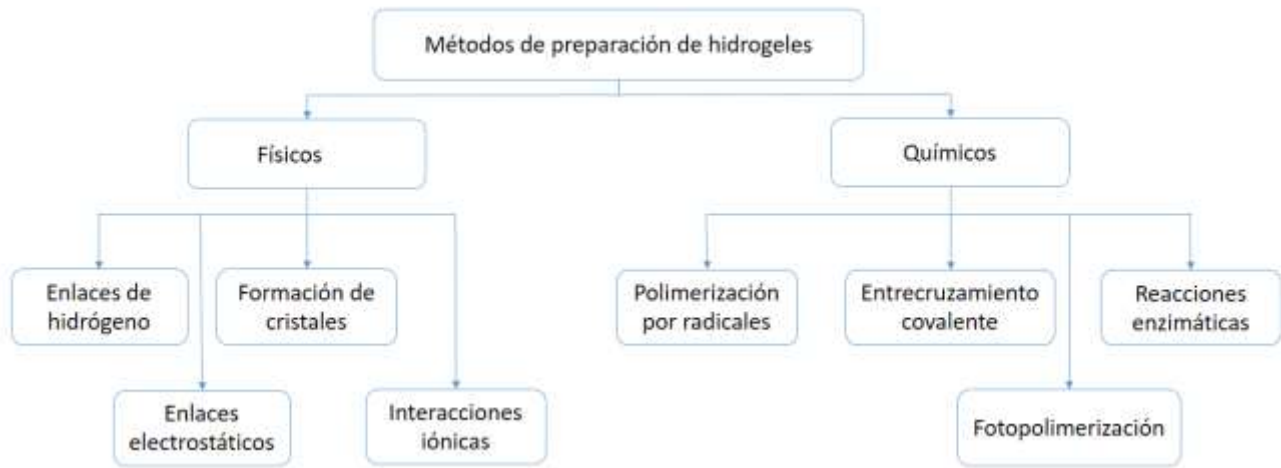 Métodos de preparación de hidrogeles
Físicos
Químicos
Enlaces de
hidrógeno
Formación de
cristales
Polimerización
por radicales
Entrecruzamiento
covalente
Reacciones
enzimáticas
Enlaces
electrostáticos
Interacciones
iónicas
Fotopolimerización